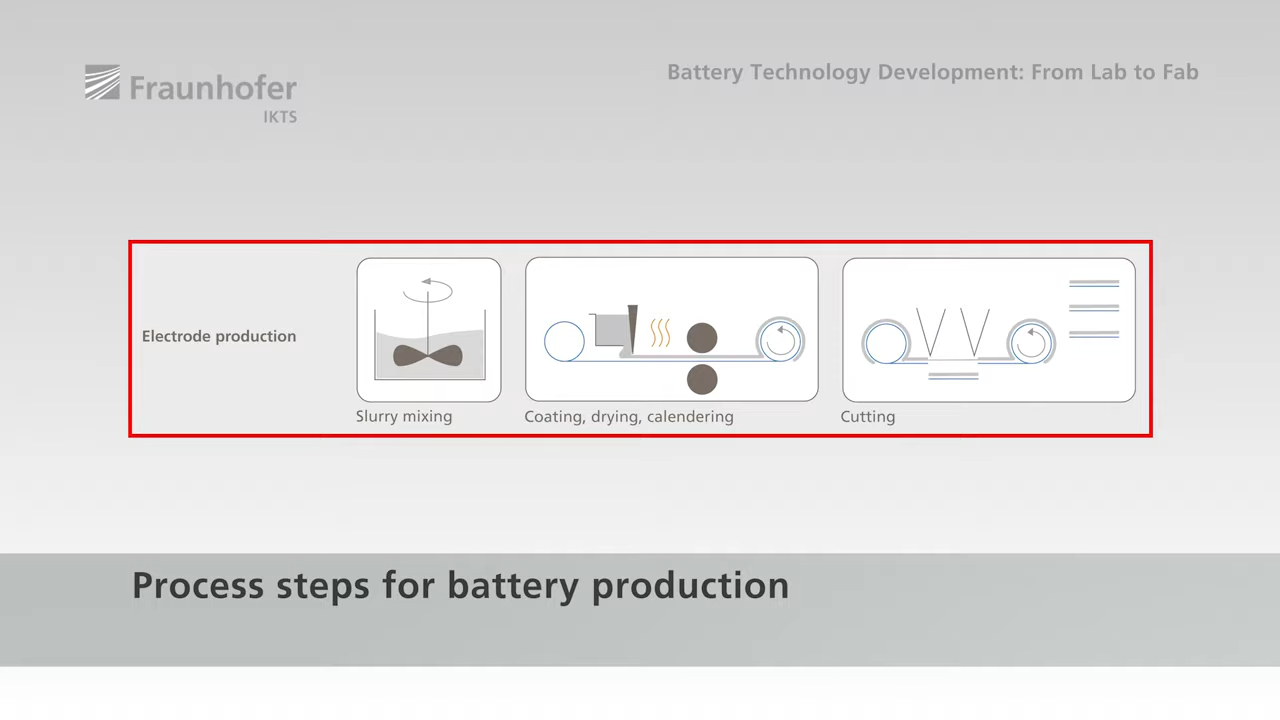 Fraunhofer
IKTS
Battery Technology Development: From Lab to Fab
Electrode production
Slurry mixing
Coating, drying, calendering
Cutting
Process steps for battery production